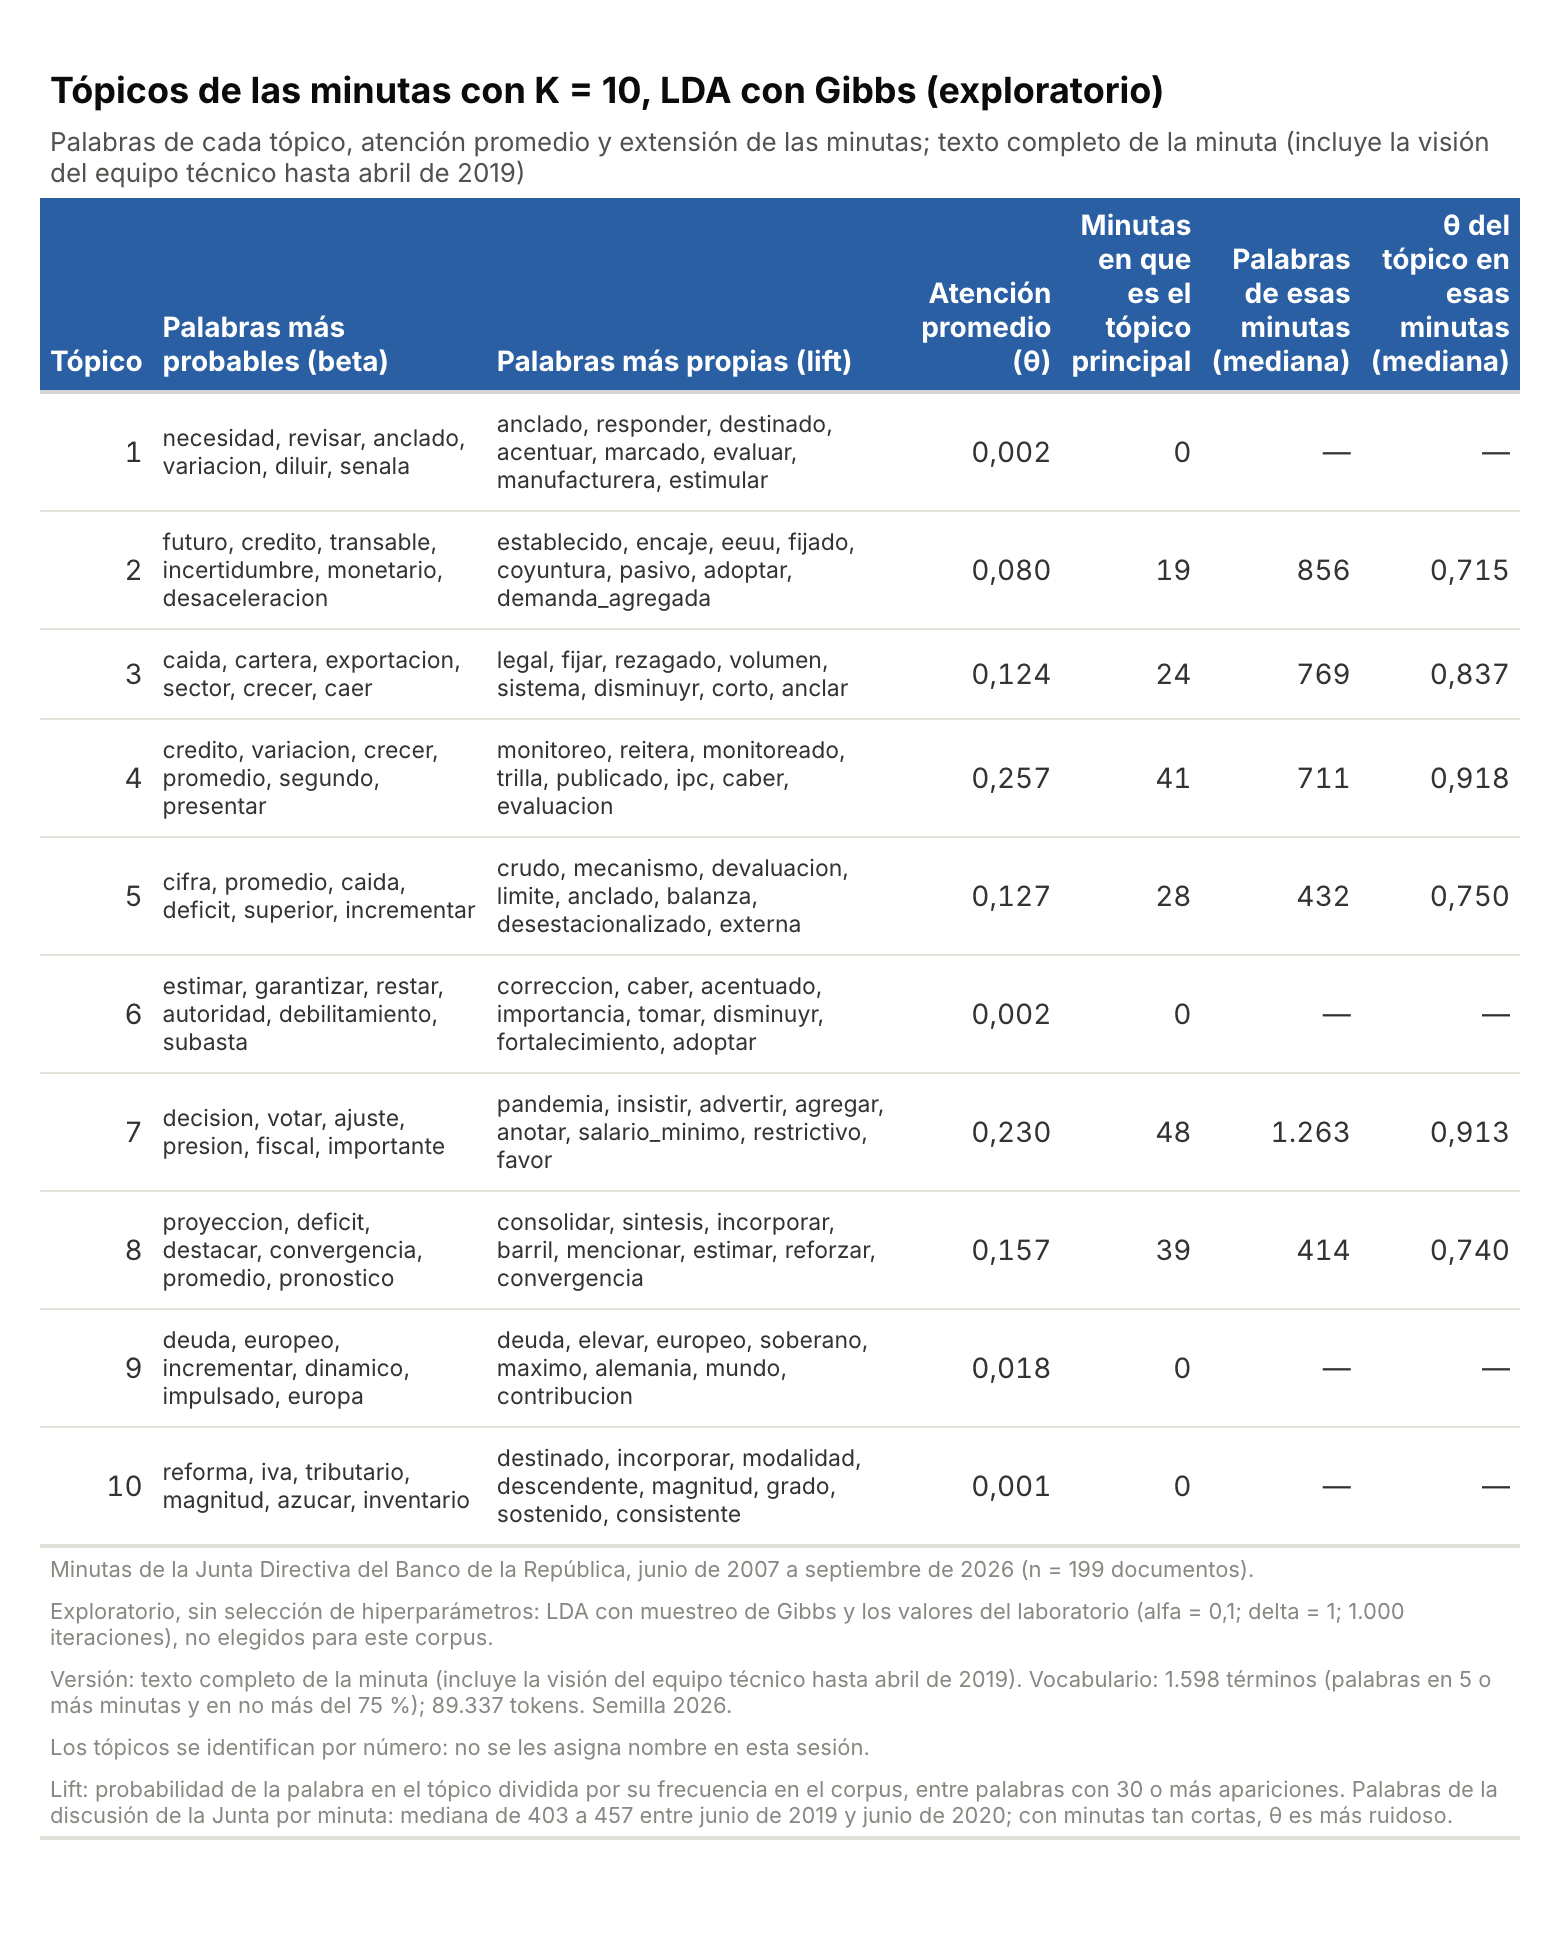 Tópicos de las minutas con K = 10, LDA con Gibbs (exploratorio)
Palabras de cada tópico, atención promedio y extensión de las minutas; texto completo de la minuta (incluye la visión
del equipo técnico hasta abril de 2019)
Tópico
Palabras más
probables (beta)
Palabras más propias (lift)
Atención
promedio
(θ)
Minutas
en que
es el
tópico
principal
Palabras
de esas
minutas
(mediana)
θ del
tópico en
esas
minutas
(mediana)
1
necesidad, revisar, anclado,
variacion, diluir, senala
anclado, responder, destinado,
acentuar, marcado, evaluar,
manufacturera, estimular
0,002
0
—
—
2
futuro, credito, transable,
incertidumbre, monetario,
desaceleracion
establecido, encaje, eeuu, fijado,
coyuntura, pasivo, adoptar,
demanda_agregada
0,080
19
856
0,715
3
caida, cartera, exportacion,
sector, crecer, caer
legal, fijar, rezagado, volumen,
sistema, disminuyr, corto, anclar
0,124
24
769
0,837
4
credito, variacion, crecer,
promedio, segundo,
presentar
monitoreo, reitera, monitoreado,
trilla, publicado, ipc, caber,
evaluacion
0,257
41
711
0,918
5
cifra, promedio, caida,
deficit, superior, incrementar
crudo, mecanismo, devaluacion,
limite, anclado, balanza,
desestacionalizado, externa
0,127
28
432
0,750
6
estimar, garantizar, restar,
autoridad, debilitamiento,
subasta
correccion, caber, acentuado,
importancia, tomar, disminuyr,
fortalecimiento, adoptar
0,002
0
—
—
7
decision, votar, ajuste,
presion, fiscal, importante
pandemia, insistir, advertir, agregar,
anotar, salario_minimo, restrictivo,
favor
0,230
48
1.263
0,913
8
proyeccion, deficit,
destacar, convergencia,
promedio, pronostico
consolidar, sintesis, incorporar,
barril, mencionar, estimar, reforzar,
convergencia
0,157
39
414
0,740
9
deuda, europeo,
incrementar, dinamico,
impulsado, europa
deuda, elevar, europeo, soberano,
maximo, alemania, mundo,
contribucion
0,018
0
—
—
10
reforma, iva, tributario,
magnitud, azucar, inventario
destinado, incorporar, modalidad,
descendente, magnitud, grado,
sostenido, consistente
0,001
0
—
—
Minutas de la Junta Directiva del Banco de la República, junio de 2007 a septiembre de 2026 (n = 199 documentos).
Exploratorio, sin selección de hiperparámetros: LDA con muestreo de Gibbs y los valores del laboratorio (alfa = 0,1; delta = 1; 1.000
iteraciones), no elegidos para este corpus.
Versión: texto completo de la minuta (incluye la visión del equipo técnico hasta abril de 2019). Vocabulario: 1.598 términos (palabras en 5 o
más minutas y en no más del 75 %); 89.337 tokens. Semilla 2026.
Los tópicos se identifican por número: no se les asigna nombre en esta sesión.
Lift: probabilidad de la palabra en el tópico dividida por su frecuencia en el corpus, entre palabras con 30 o más apariciones. Palabras de la
discusión de la Junta por minuta: mediana de 403 a 457 entre junio de 2019 y junio de 2020; con minutas tan cortas, θ es más ruidoso.